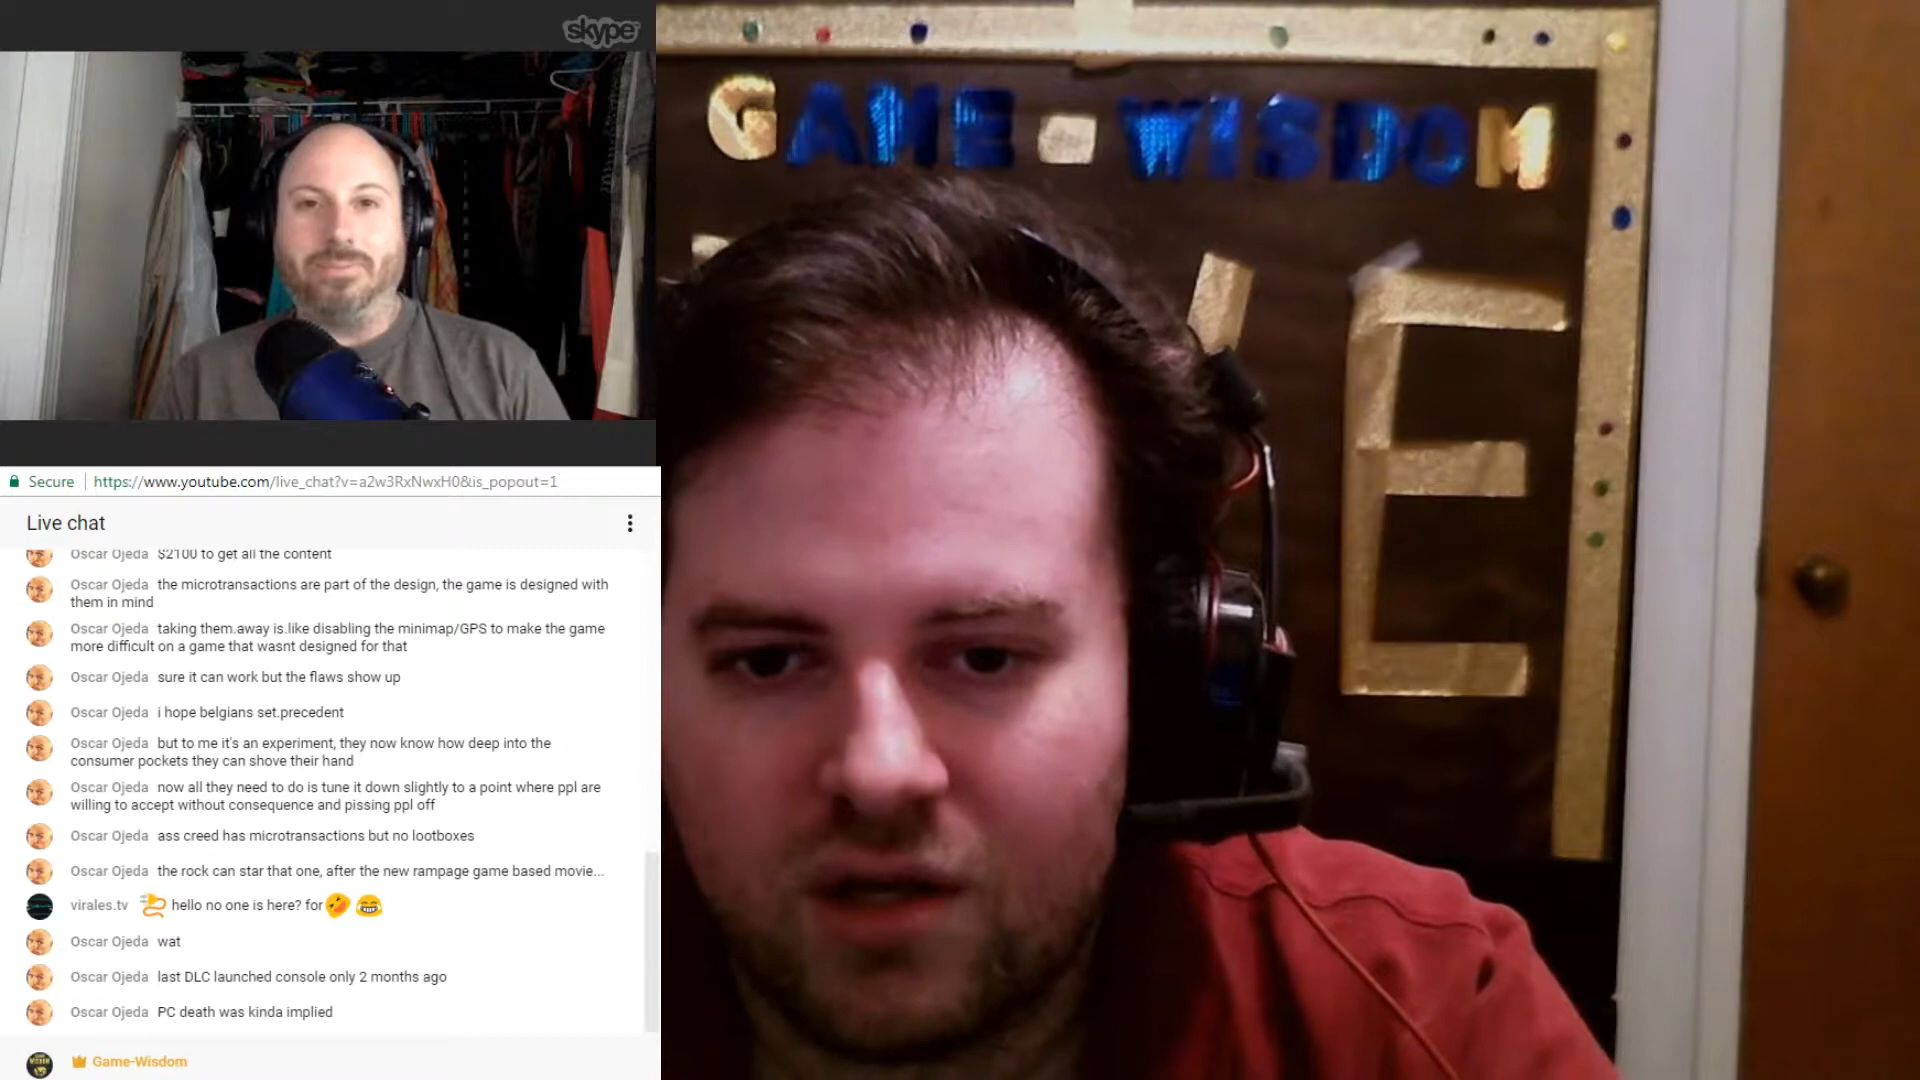 skype
GAME-WISDOM
E
Secure https://www.youtube.com/live_chat?v=a2w3RxNwxH0&is_popout=1
Live chat
Oscar Ojeda $2100 to get all the content
Oscar Ojeda the microtransactions are part of the design, the game is designed with
them in mind
Oscar Ojeda taking them.away is.like disabling the minimap/GPS to make the game
more difficult on a game that wasnt designed for that
Oscar Ojeda sure it can work but the flaws show up
Oscar Ojeda i hope belgians set.precedent
Oscar Ojeda but to me it's an experiment, they now know how deep into the
consumer pockets they can shove their hand
Oscar Ojeda now all they need to do is tune it down slightly to a point where ppl are
willing to accept without consequence and pissing ppl off
Oscar Ojeda ass creed has microtransactions but no lootboxes
Oscar Ojeda the rock can star that one, after the new rampage game based movie...
virales.tv hello no one is here? for
Oscar Ojeda wat
Oscar Ojeda last DLC launched console only 2 months ago
Oscar Ojeda PC death was kinda implied
Game-Wisdom